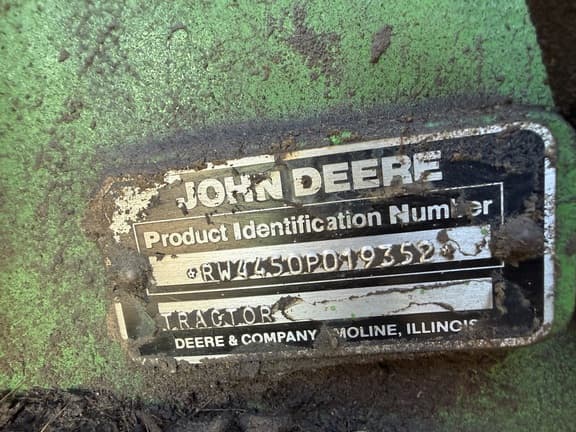 JOHN DEERE
Product Identification Number
*RW4450P019352*
TRACTOR
DEERE & COMPANY MOLINE, ILLINOIS